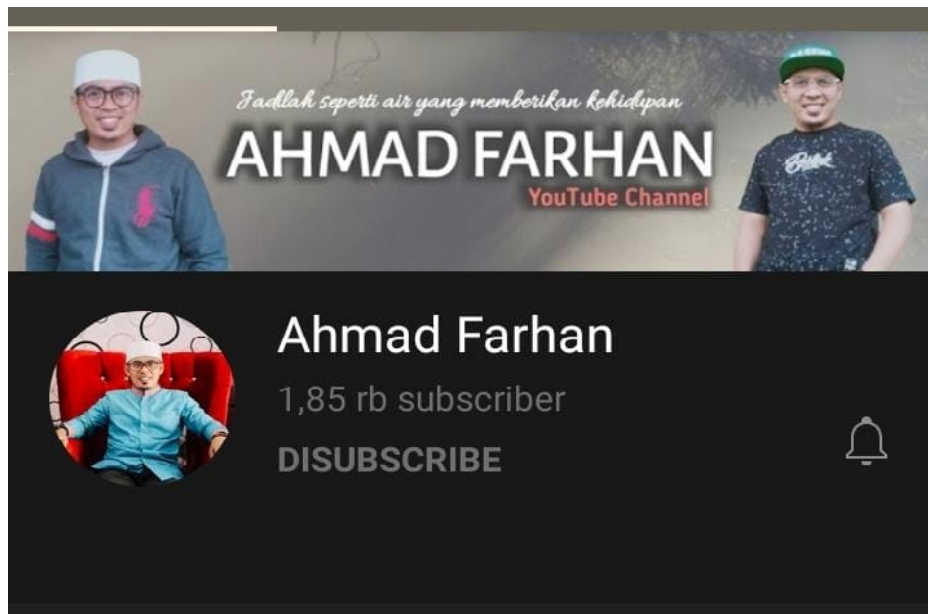 Jadilah seperti air yang memberikan kehidupan
AHMAD FARHAN
YouTube Channel
Ahmad Farhan
1,85 rb subscriber
DISUBSCRIBE